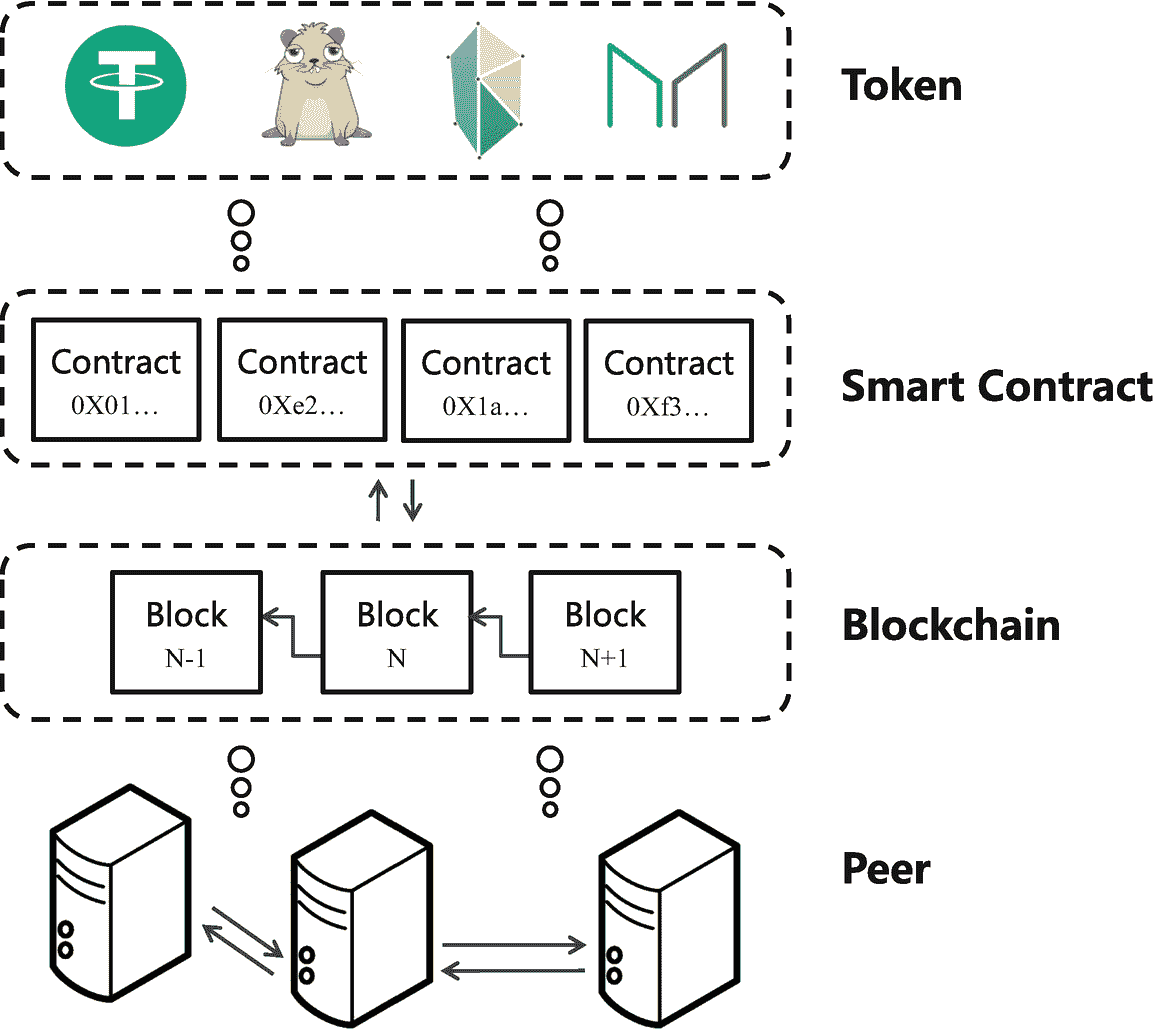 Token
Contract
0X01...
Contract
0Xe2...
Contract
0X1a...
Contract
0Xf3...
Smart Contract
Block
N-1
Block
N
Block
N+1
Blockchain
Peer